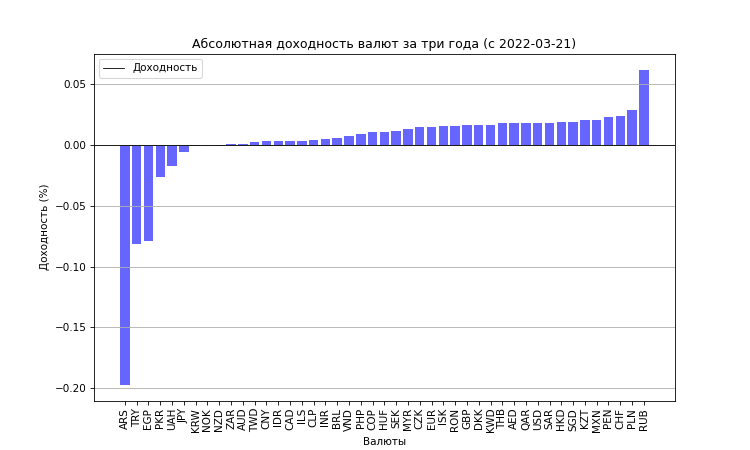 Абсолютная доходность валют за три года (с 2022-03-21)
Доходность
0.05
0.00
−0.05
−0.10
−0.15
−0.20
Доходность (%)
ARS
TRY
EGP
PKR
UAH
JPY
KRW
NOK
NZD
ZAR
AUD
TWD
CNY
IDR
CAD
ILS
CLP
INR
BRL
VND
PHP
COP
HUF
SEK
MYR
CZK
EUR
ISK
RON
GBP
DKK
KWD
THB
AED
QAR
USD
SAR
HKD
SGD
KZT
MXN
PEN
CHF
PLN
RUB
Валюты